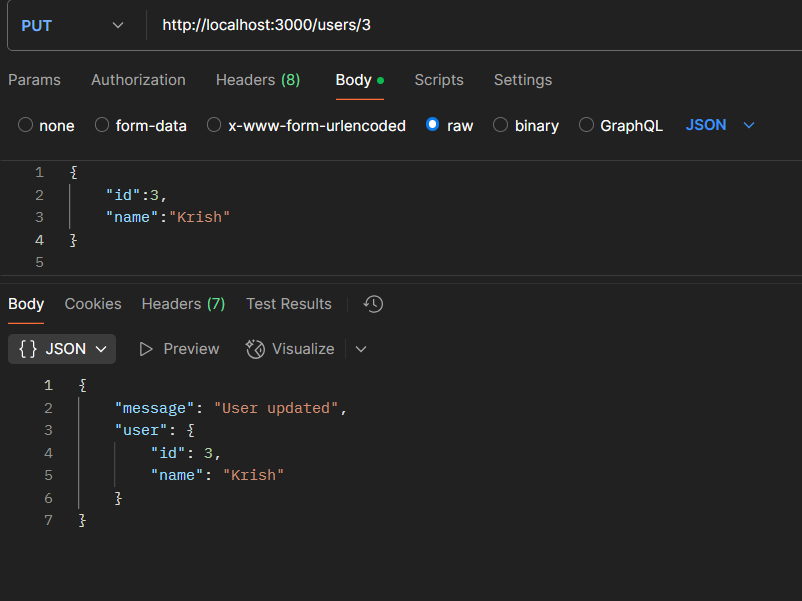 PUT http://localhost:3000/users/3
Params Authorization Headers (8) Body Scripts Settings
none form-data x-www-form-urlencoded raw binary GraphQL JSON
1 {
2 "id":3,
3 "name":"Krish"
4 }
5
Body Cookies Headers (7) Test Results
{} JSON Preview Visualize
1 {
2 "message": "User updated",
3 "user": {
4 "id": 3,
5 "name": "Krish"
6 }
7 }